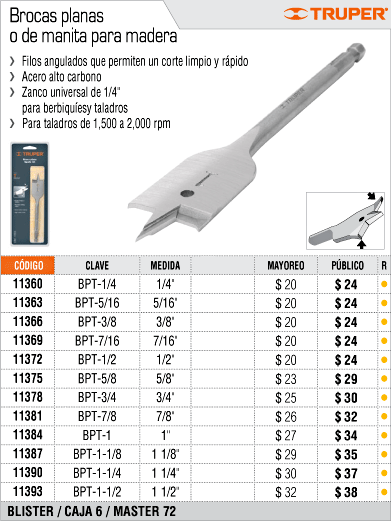 Brocas planas
o de manita para madera
TRUPER
Filos angulados que permiten un corte limpio y rápido
Acero alto carbono
Zanco universal de 1/4"
para berbiquíesy taladros
Para taladros de 1,500 a 2,000 rpm
TRUPER
CÓDIGO CLAVE MEDIDA MAYOREO PÚBLICO R
11360 BPT-1/4 1/4" $ 20 $ 24
11363 BPT-5/16 5/16" $ 20 $ 24
11366 BPT-3/8 3/8" $ 20 $ 24
11369 BPT-7/16 7/16" $ 20 $ 24
11372 BPT-1/2 1/2" $ 20 $ 24
11375 BPT-5/8 5/8" $ 23 $ 29
11378 BPT-3/4 3/4" $ 25 $ 30
11381 BPT-7/8 7/8" $ 26 $ 32
11384 BPT-1 1" $ 27 $ 34
11387 BPT-1-1/8 1 1/8" $ 29 $ 35
11390 BPT-1-1/4 1 1/4" $ 30 $ 37
11393 BPT-1-1/2 1 1/2" $ 32 $ 38
BLISTER / CAJA 6 / MASTER 72